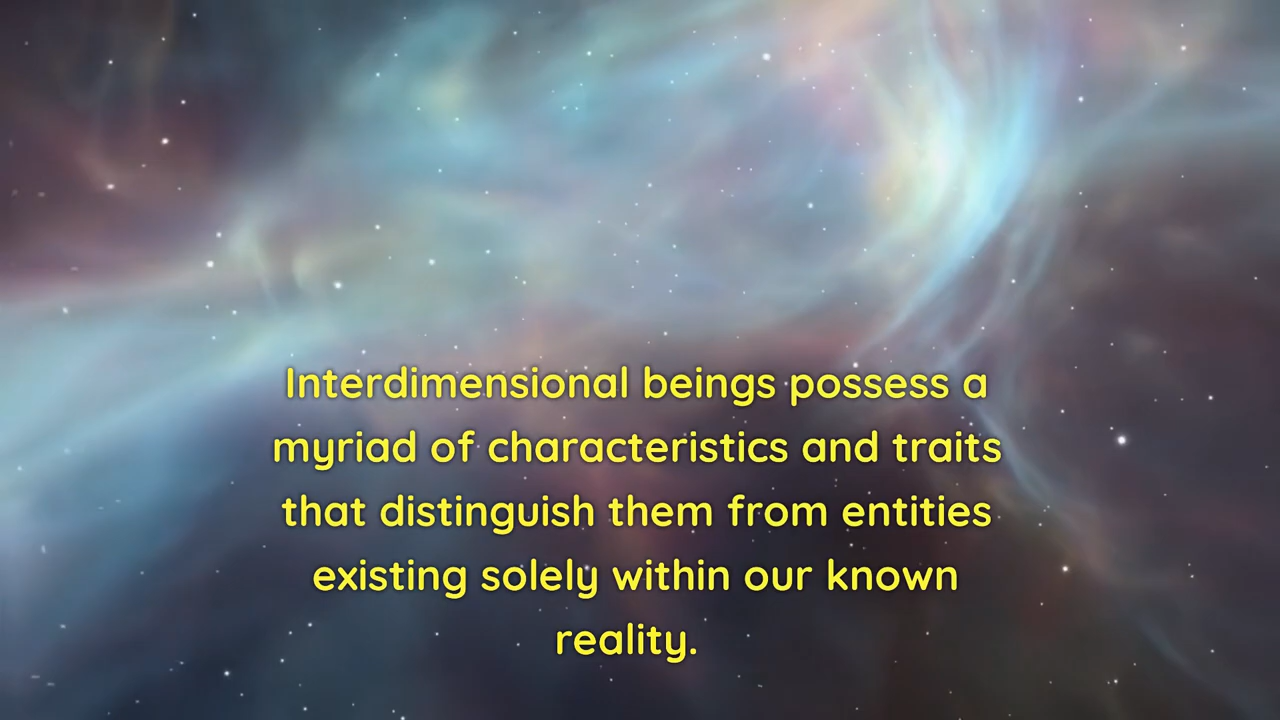 Interdimensional beings possess a
myriad of characteristics and traits
that distinguish them from entities
existing solely within our known
reality.